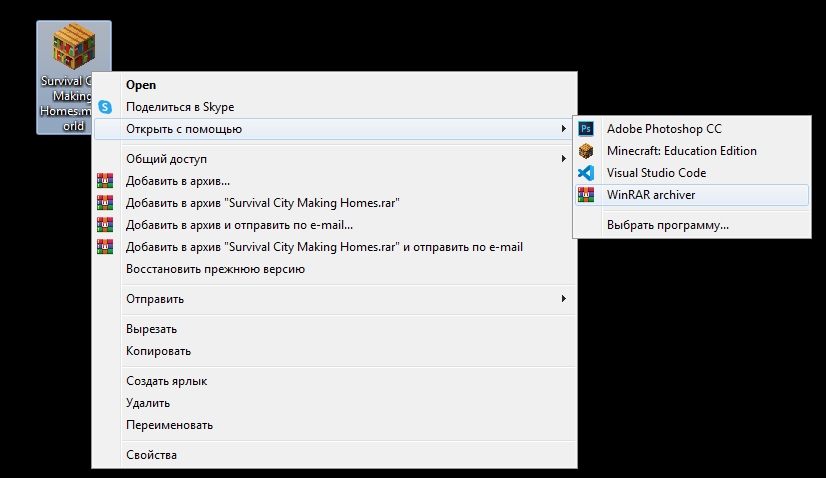 Survival C
Making
Homes.m
orld
Open
Поделиться в Skype
Открыть с помощью
Общий доступ
Добавить в архив...
Добавить в архив "Survival City Making Homes.rar"
Добавить в архив и отправить по e-mail...
Добавить в архив "Survival City Making Homes.rar" и отправить по e-mail
Восстановить прежнюю версию
Отправить
Вырезать
Копировать
Создать ярлык
Удалить
Переименовать
Свойства
Ps Adobe Photoshop CC
Minecraft: Education Edition
Visual Studio Code
WinRAR archiver
Выбрать программу...